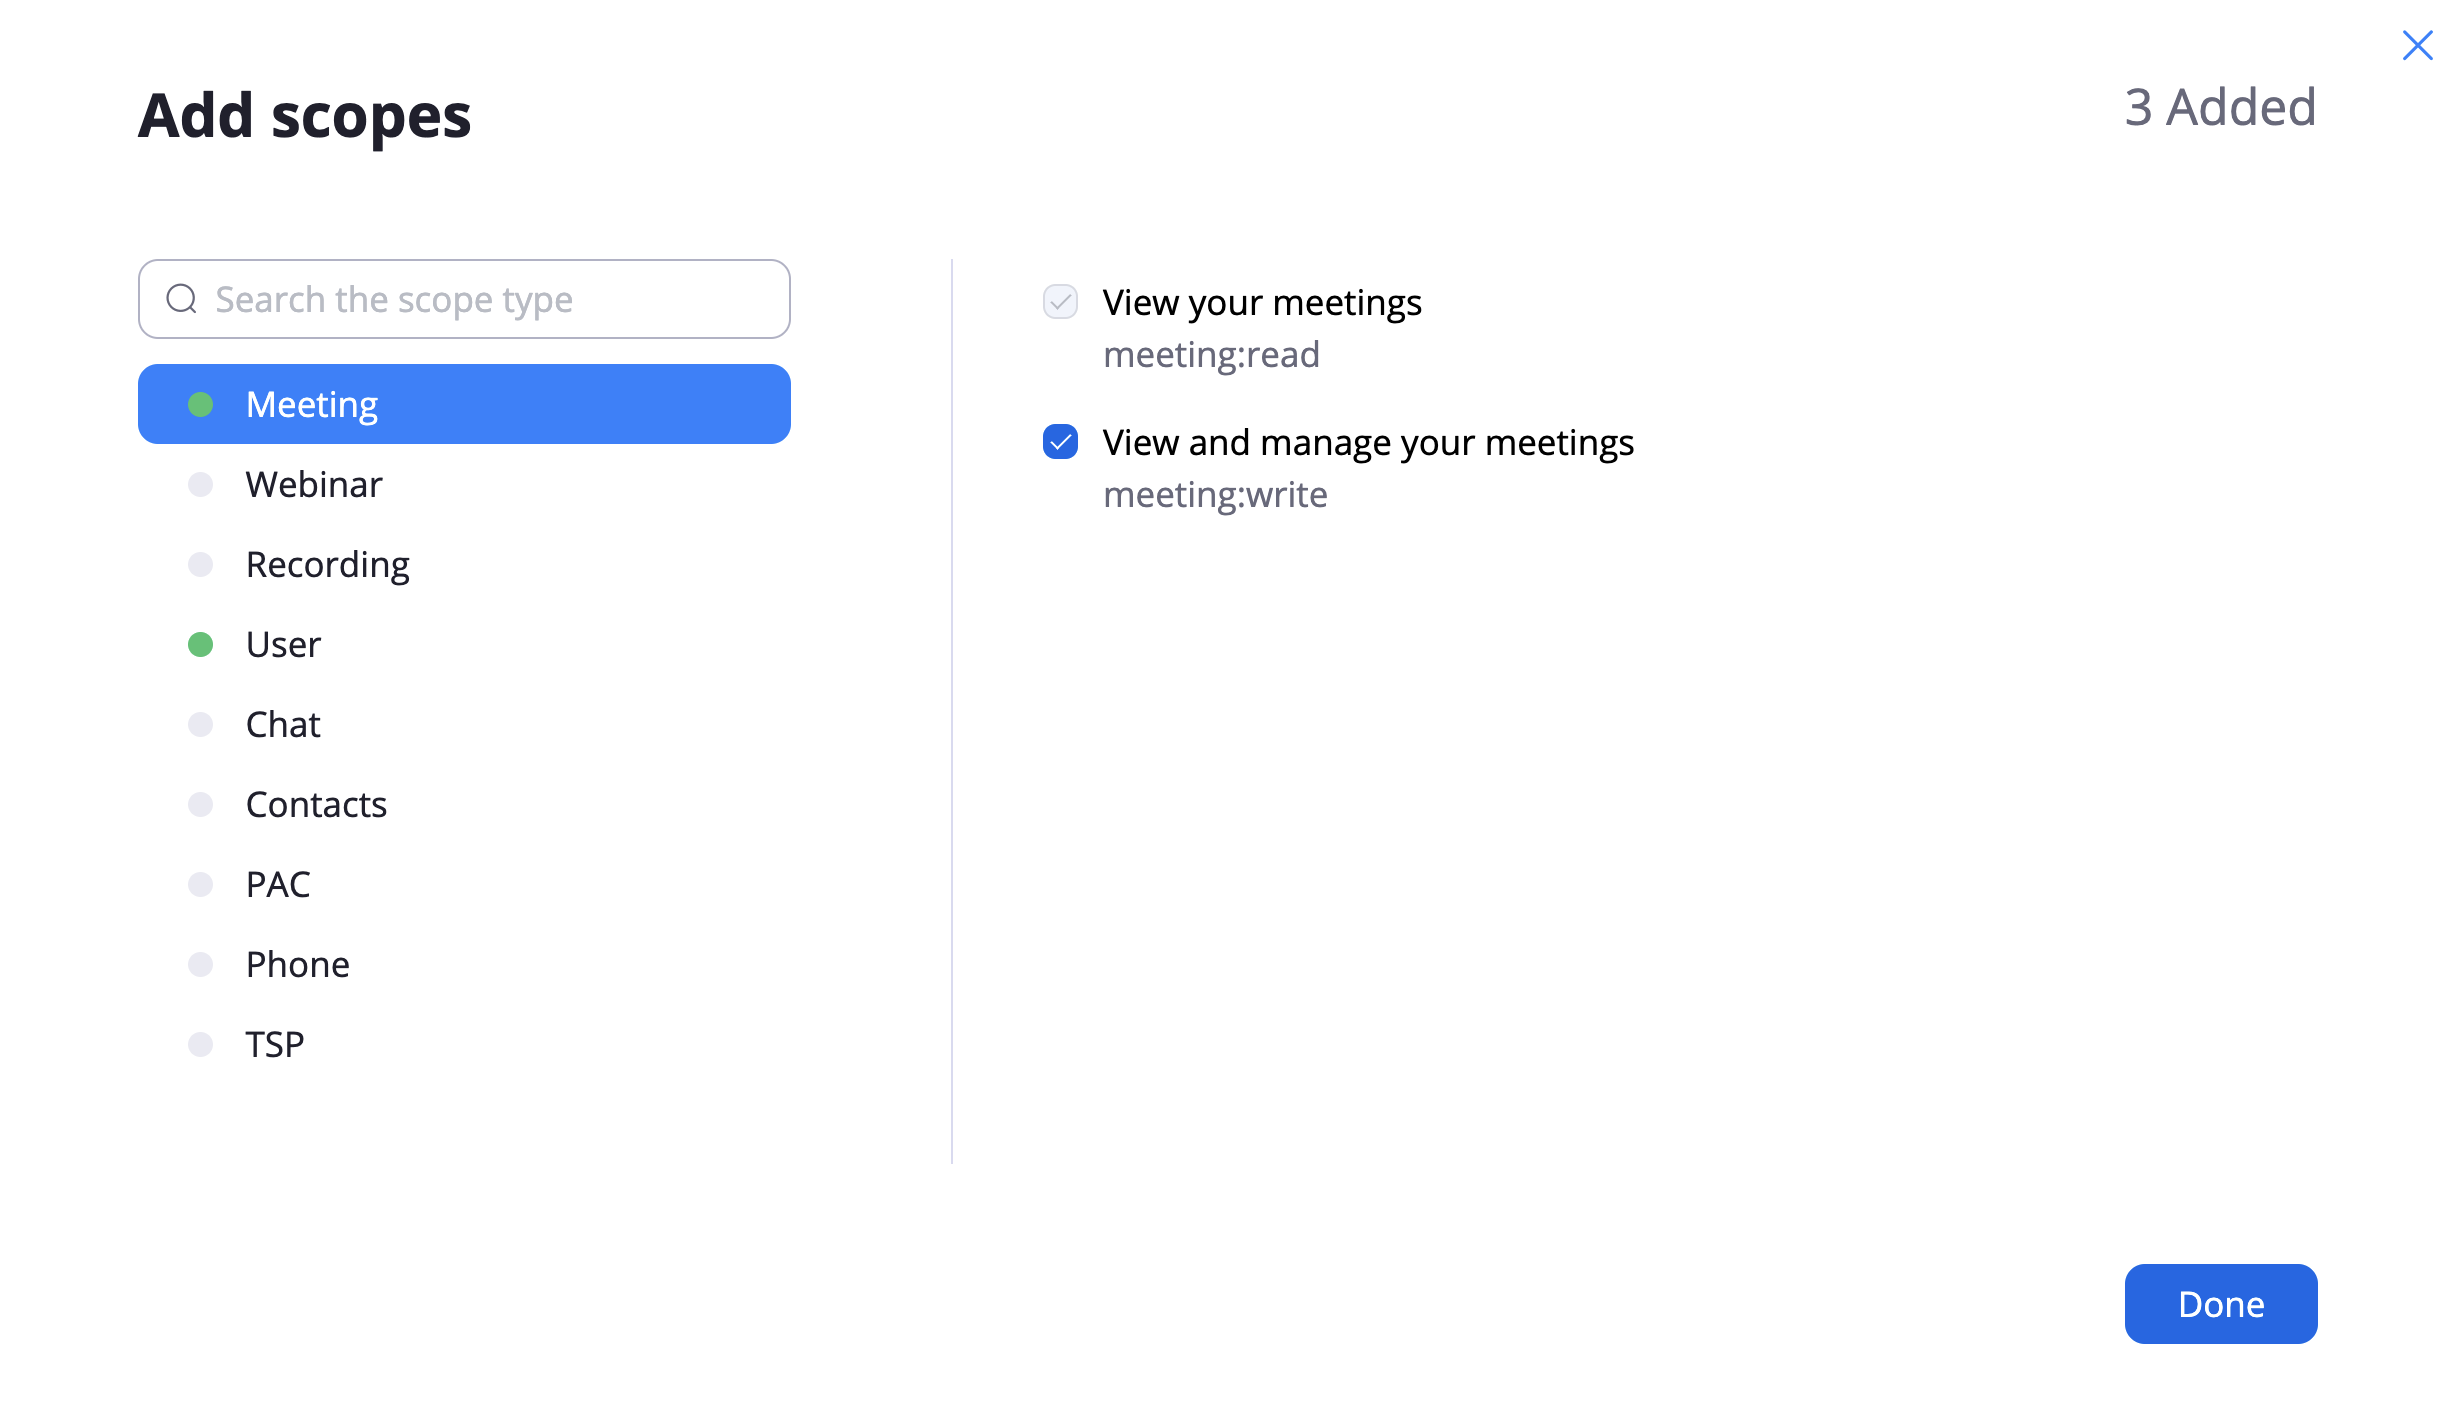 Add scopes
3 Added
Search the scope type
Meeting
Webinar
Recording
User
Chat
Contacts
PAC
Phone
TSP
View your meetings
meeting:read
View and manage your meetings
meeting:write
Done